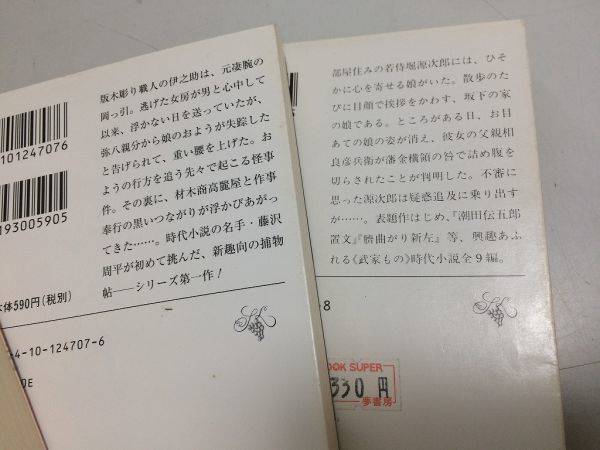 版木彫り職人の伊之助は、元凄腕の
岡っ引。逃げた女房が男と心中して
以来、浮かない日を送っていたが、
弥八親分から娘のおようが失踪した
と告げられて、重い腰を上げた。お
ようの行方を追う先々で起こる怪事
件。その裏に、材木商高麗屋と作事
奉行の黒いつながりが浮かびあがっ
てきた……。時代小説の名手・藤沢
周平が初めて挑んだ、新趣向の捕物
帖――シリーズ第一作！
101247076
193005905
本体590円(税別)
4-10-124707-6
0E
部屋住みの若侍堀源次郎には、ひそ
かに心を寄せる娘がいた。散歩のた
びに目顔で挨拶をかわす、坂下の家
の娘である。ところがある日、お目
あての娘の姿が消え、彼女の父親相
良彦兵衛が藩金横領の咎で詰め腹を
切らされたことが判明した。不審に
思った源次郎は疑惑追及に乗り出す
が……。表題作はじめ、『潮田伝五郎
置文』『臍曲がり新左』等、興趣あふ
れる《武家もの》時代小説全9編。
8
OOK SUPER
330円
夢書房